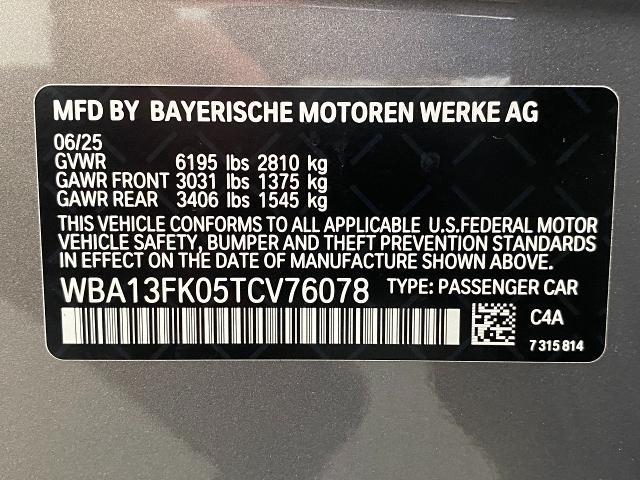 MFD BY BAYERISCHE MOTOREN WERKE AG
06/25
GVWR 6195 lbs 2810 kg
GAWR FRONT 3031 lbs 1375 kg
GAWR REAR 3406 lbs 1545 kg
THIS VEHICLE CONFORMS TO ALL APPLICABLE U.S.FEDERAL MOTOR
VEHICLE SAFETY, BUMPER AND THEFT PREVENTION STANDARDS
IN EFFECT ON THE DATE OF MANUFACTURE SHOWN ABOVE.
WBA13FK05TCV76078 TYPE: PASSENGER CAR
C4A
7 315 814